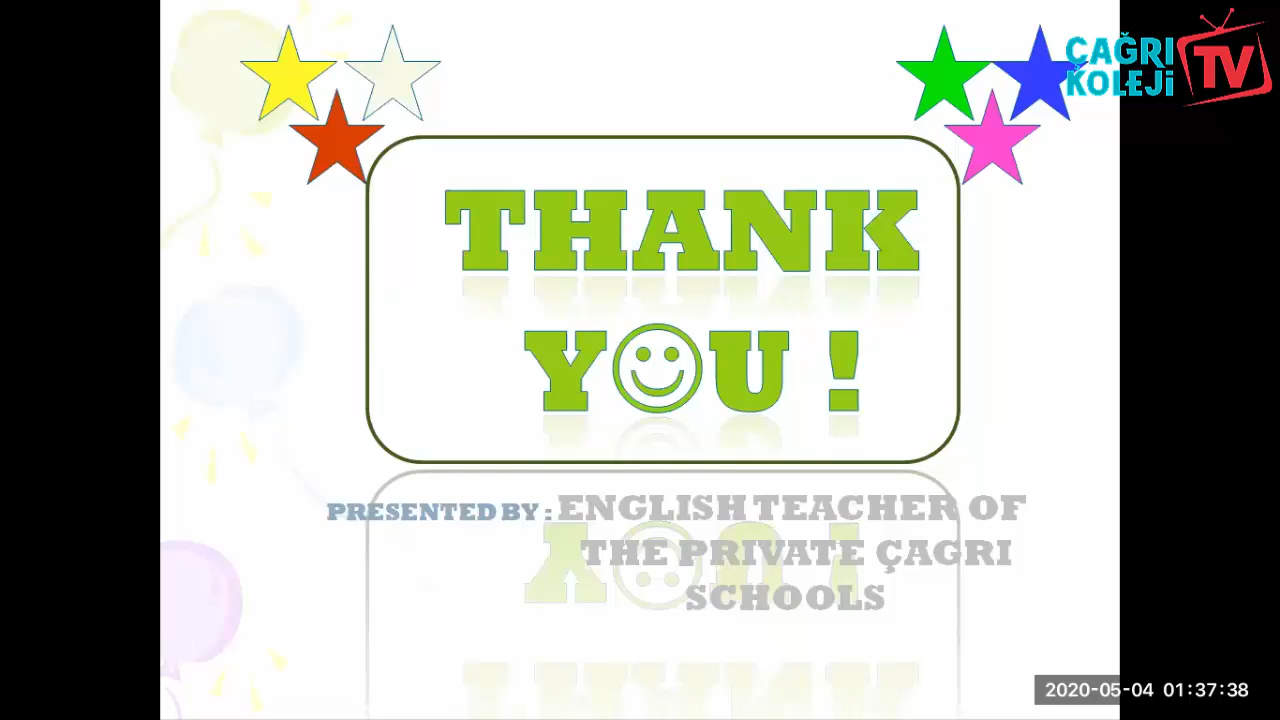 ÇAĞRI
KOLEJİ
TV
THANK
YOU !
PRESENTED BY : ENGLISH TEACHER OF
THE PRIVATE ÇAGRI
SCHOOLS
2020-05-04 01:37:38